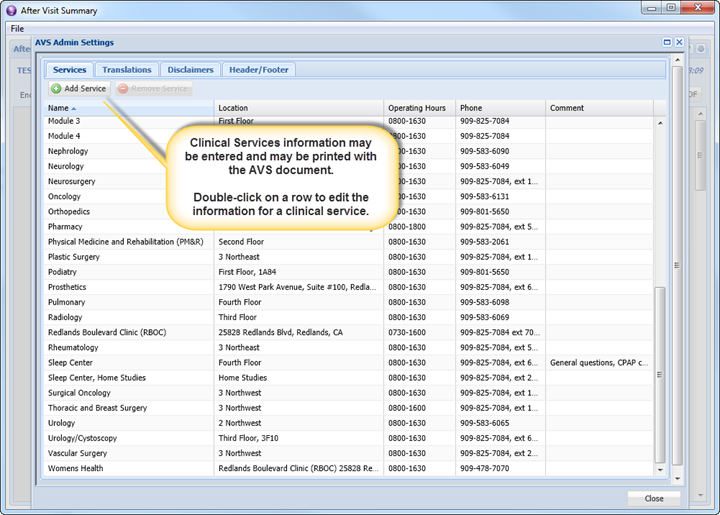 After Visit Summary
File
AVS Admin Settings
Services Translations Disclaimers Header/Footer
Add Service Remove Service
Name Location Operating Hours Phone Comment
Module 3 First Floor 0800-1630 909-825-7084
Module 4 0800-1630 909-825-7084
Nephrology 0800-1630 909-583-6090
Neurology 0800-1630 909-583-6049
Neurosurgery 0800-1630 909-825-7084, ext 1...
Oncology 0800-1630 909-583-6131
Orthopedics 0800-1630 909-801-5650
Pharmacy 0800-1800 909-825-7084, ext 5...
Clinical Services information may
be entered and may be printed with
the AVS document.
Double-click on a row to edit the
information for a clinical service.
Physical Medicine and Rehabilitation (PM&R) Second Floor 0800-1630 909-583-2061
Plastic Surgery 3 Northeast 0800-1630 909-825-7084, ext 1...
Podiatry First Floor, 1A84 0800-1630 909-801-5650
Prosthetics 1790 West Park Avenue, Suite #100, Redla... 0800-1630 909-825-7084, ext 6...
Pulmonary Fourth Floor 0800-1630 909-583-6098
Radiology Third Floor 0800-1630 909-583-6069
Redlands Boulevard Clinic (RBOC) 25828 Redlands Blvd, Redlands, CA 0730-1600 909-825-7084 ext 70...
Rheumatology 3 Northeast 0800-1630 909-825-7084, ext 5...
Sleep Center Fourth Floor 0800-1630 909-825-7084, ext 6... General questions, CPAP c...
Sleep Center, Home Studies Home Studies 0800-1630 909-825-7084, ext 2...
Surgical Oncology 3 Northwest 0800-1630 909-825-7084, ext 1...
Thoracic and Breast Surgery 3 Northwest 0800-1600 909-825-7084, ext 1...
Urology 2 Northwest 0800-1630 909-583-6065
Urology/Cystoscopy Third Floor, 3F10 0800-1630 909-825-7084, ext 6...
Vascular Surgery 3 Northwest 0800-1630 909-825-7084, ext 2...
Womens Health Redlands Boulevard Clinic (RBOC) 25828 Re... 0800-1630 909-478-7070
Close